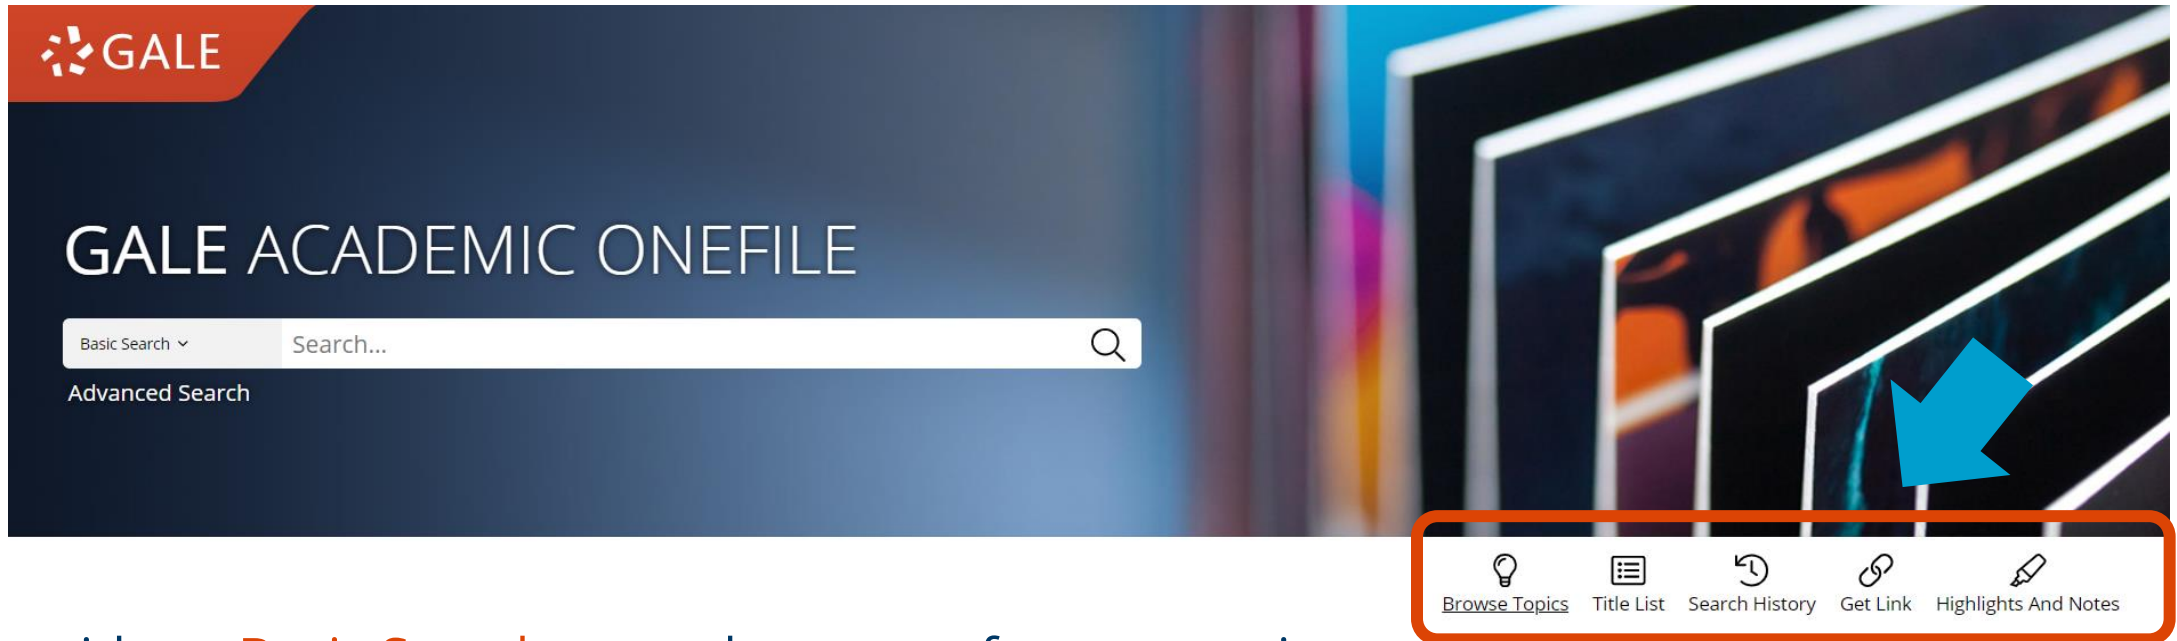 GALE
GALE ACADEMIC ONEFILE
Basic Search Search...
Advanced Search
Browse Topics Title List Search History Get Link Highlights And Notes